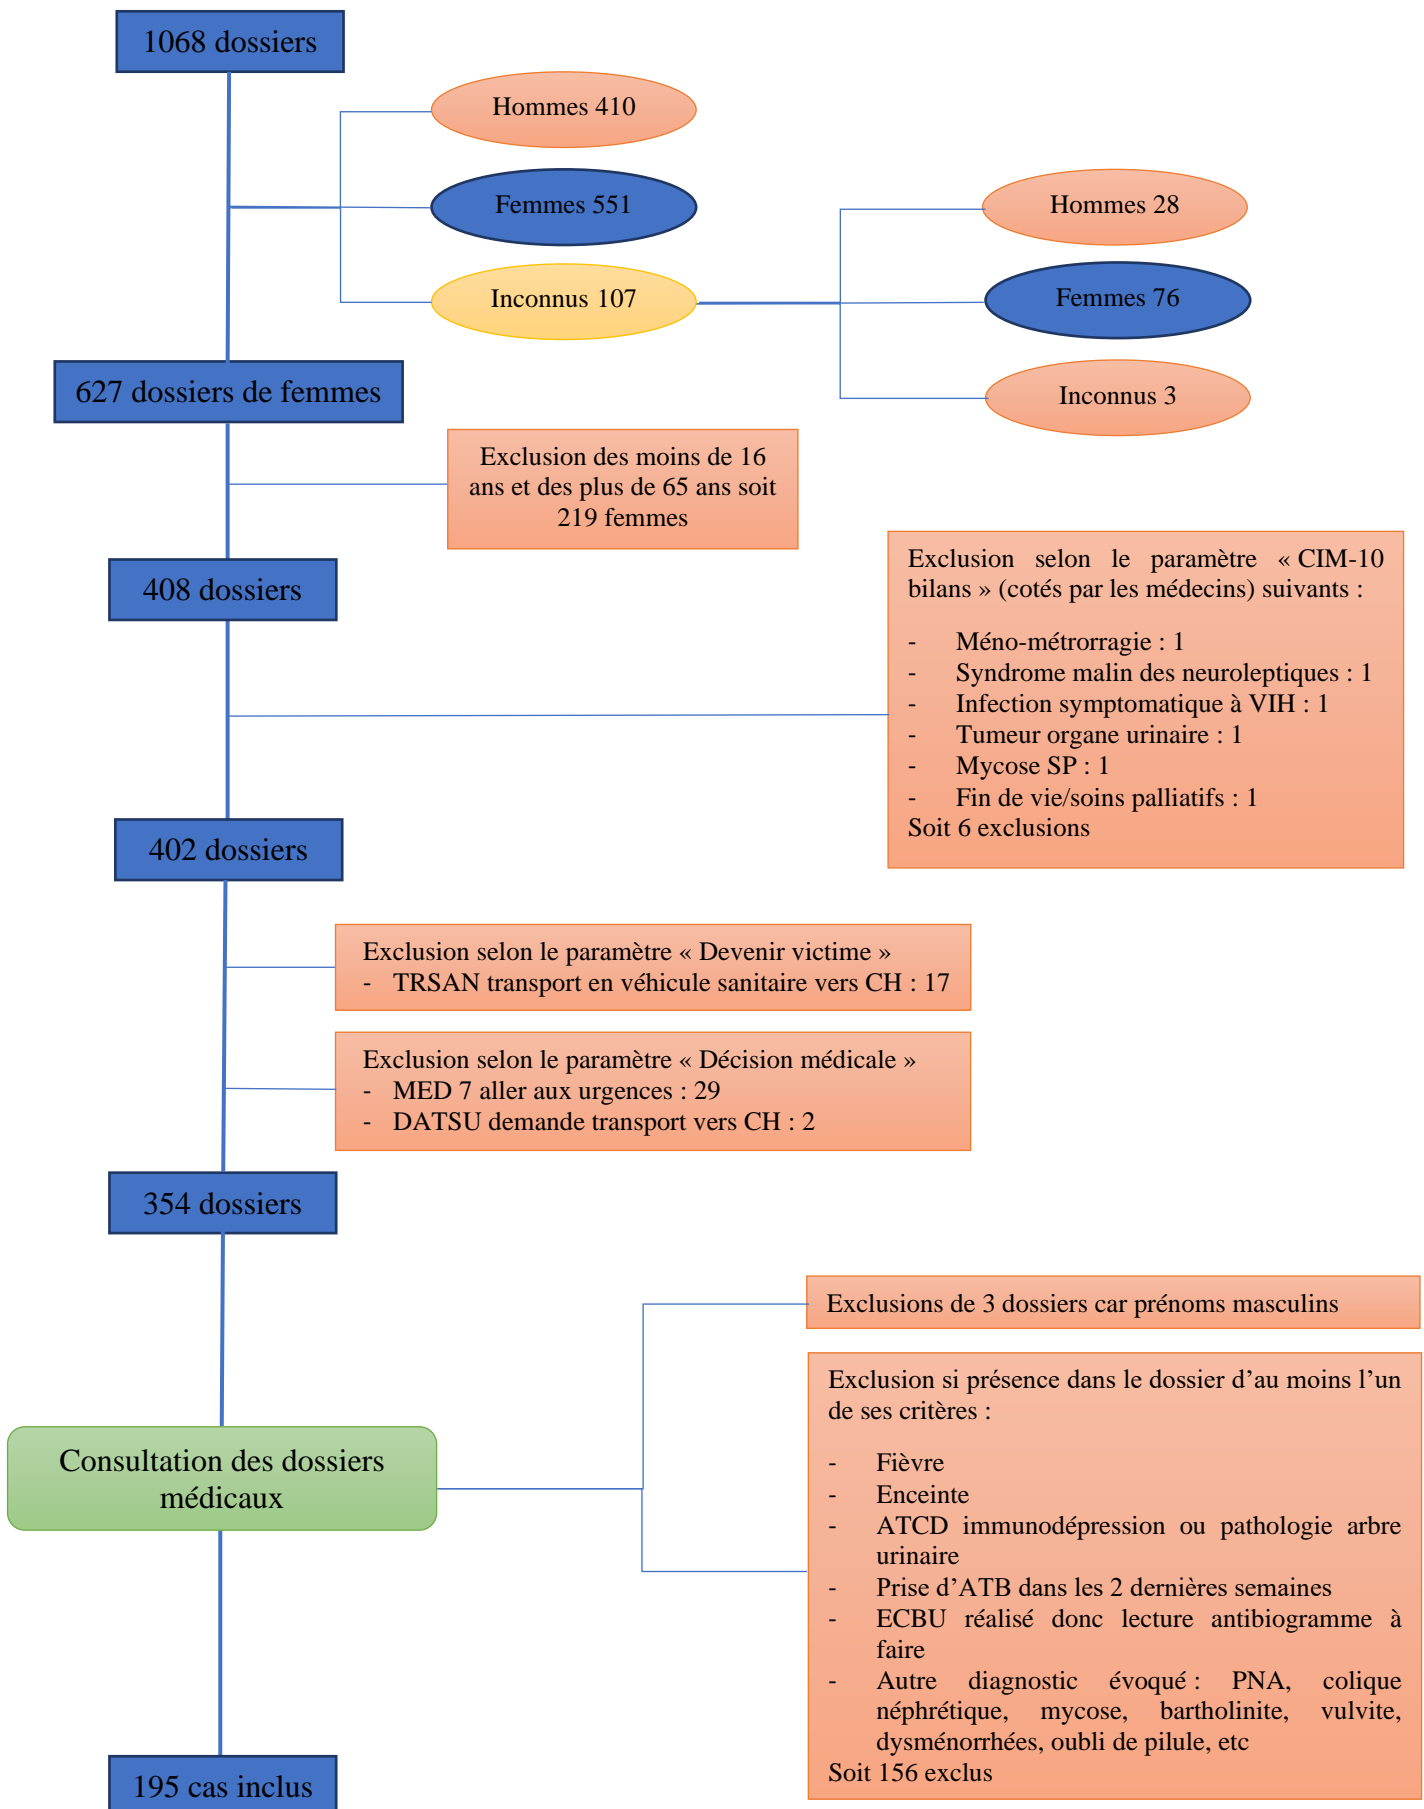 1068 dossiers
Hommes 410
Femmes 551
Inconnus 107
Hommes 28
Femmes 76
Inconnus 3
627 dossiers de femmes
Exclusion des moins de 16
ans et des plus de 65 ans soit
219 femmes
408 dossiers
Exclusion selon le paramètre « CIM-10
bilans » (cotés par les médecins) suivants :
- Méno-métrorragie : 1
- Syndrome malin des neuroleptiques : 1
- Infection symptomatique à VIH : 1
- Tumeur organe urinaire : 1
- Mycose SP : 1
- Fin de vie/soins palliatifs : 1
Soit 6 exclusions
402 dossiers
Exclusion selon le paramètre « Devenir victime »
- TRSAN transport en véhicule sanitaire vers CH : 17
Exclusion selon le paramètre « Décision médicale »
- MED 7 aller aux urgences : 29
- DATSU demande transport vers CH : 2
354 dossiers
Exclusions de 3 dossiers car prénoms masculins
Consultation des dossiers
médicaux
Exclusion si présence dans le dossier d’au moins l’un
de ses critères :
- Fièvre
- Enceinte
- ATCD immunodépression ou pathologie arbre
urinaire
- Prise d’ATB dans les 2 dernières semaines
- ECBU réalisé donc lecture antibiogramme à
faire
- Autre diagnostic évoqué : PNA, colique
néphrétique, mycose, bartholinite, vulvite,
dysménorrhées, oubli de pilule, etc
Soit 156 exclus
195 cas inclus